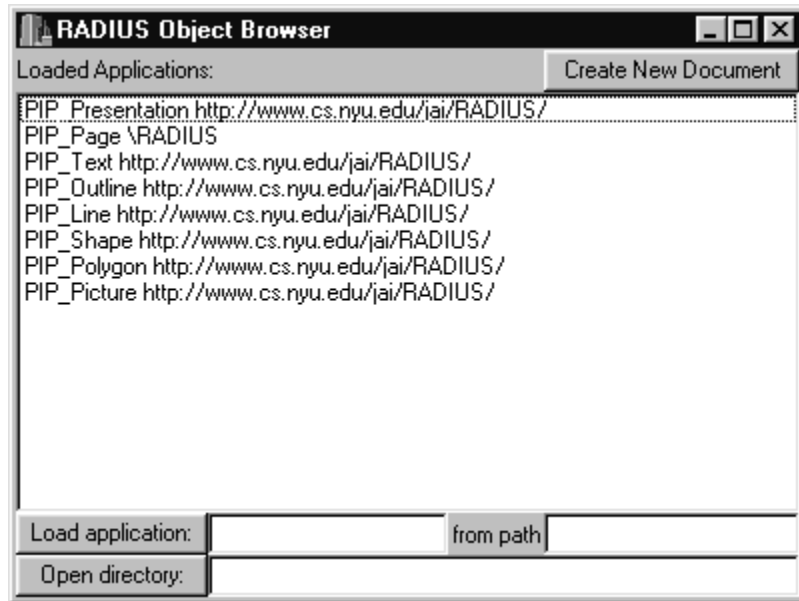 RADIUS Object Browser
Loaded Applications: Create New Document
PIP_Presentation http://www.cs.nyu.edu/jai/RADIUS/
PIP_Page \RADIUS
PIP_Text http://www.cs.nyu.edu/jai/RADIUS/
PIP_Outline http://www.cs.nyu.edu/jai/RADIUS/
PIP_Line http://www.cs.nyu.edu/jai/RADIUS/
PIP_Shape http://www.cs.nyu.edu/jai/RADIUS/
PIP_Polygon http://www.cs.nyu.edu/jai/RADIUS/
PIP_Picture http://www.cs.nyu.edu/jai/RADIUS/
Load application: from path
Open directory: